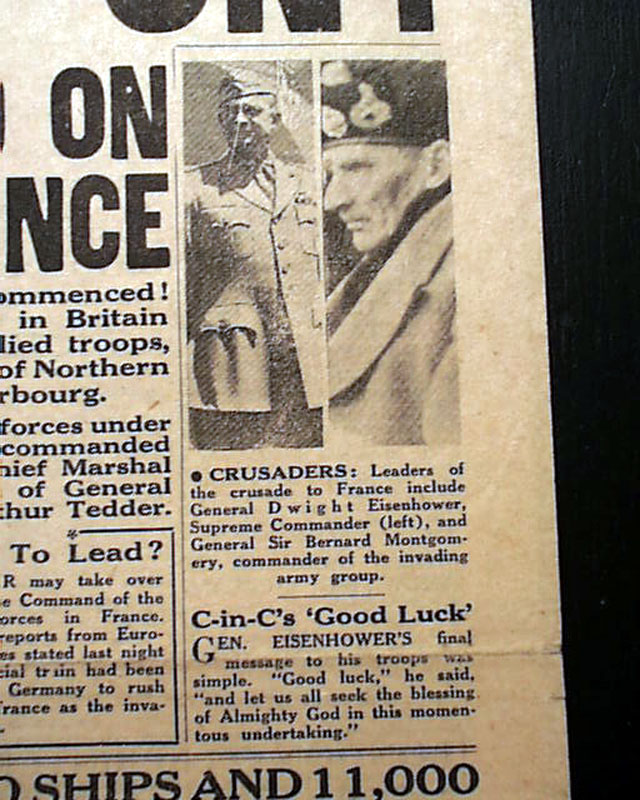 ON
NCE
ommenced!
in Britain
lied troops,
of Northern
rbourg.
forces under
commanded
hief Marshal
of General
thur Tedder.
To Lead?
R may take over
e Command of the
orces in France.
reports from Euro-
es stated last night
cial train had been
Germany to rush
rance as the inva-
● CRUSADERS: Leaders of
the crusade to France include
General Dwight Eisenhower,
Supreme Commander (left), and
General Sir Bernard Montgom-
ery, commander of the invading
army group.
C-in-C's 'Good Luck'
GEN. EISENHOWER'S final
message to his troops was
simple. "Good luck," he said,
"and let us all seek the blessing
of Almighty God in this momen-
tous undertaking."
O SHIPS AND 11,000